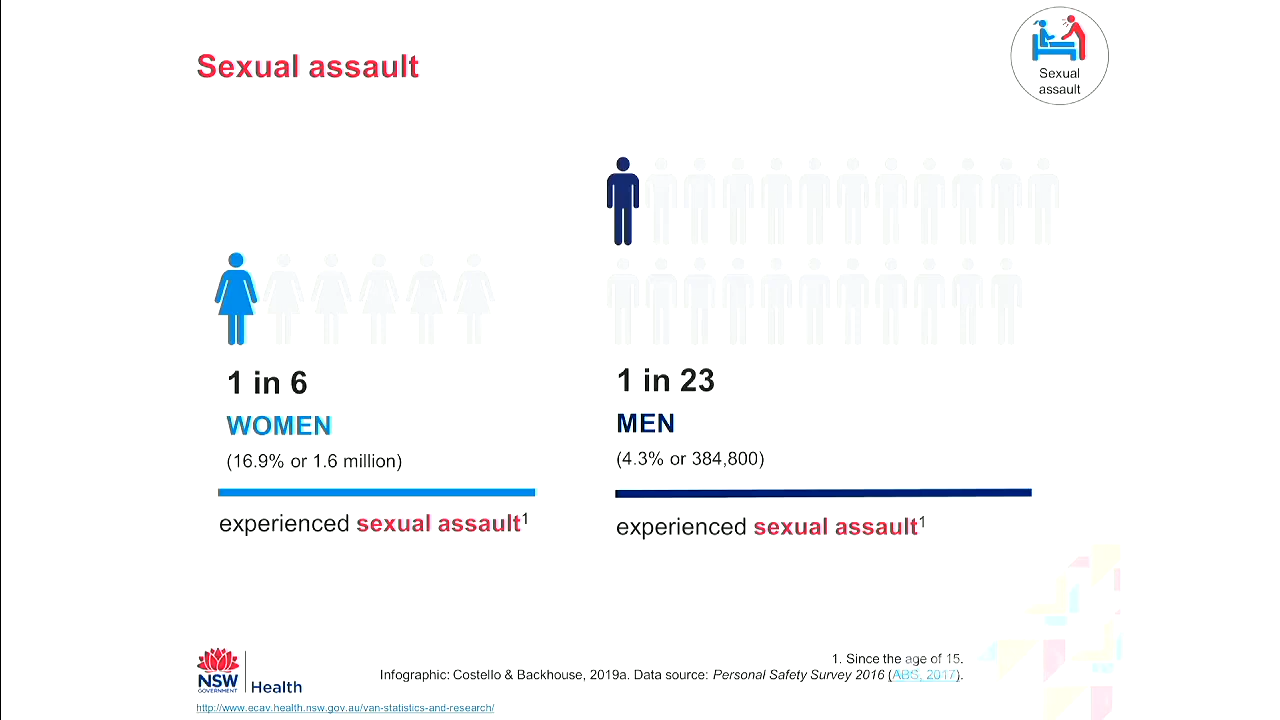 Sexual assault
Sexual
assault
1 in 6
WOMEN
(16.9% or 1.6 million)
experienced sexual assault1
1 in 23
MEN
(4.3% or 384,800)
experienced sexual assault1
1. Since the age of 15.
Infographic: Costello & Backhouse, 2019a. Data source: Personal Safety Survey 2016 (ABS, 2017).
NSW
GOVERNMENT
Health
http://www.ecav.health.nsw.gov.au/van-statistics-and-research/